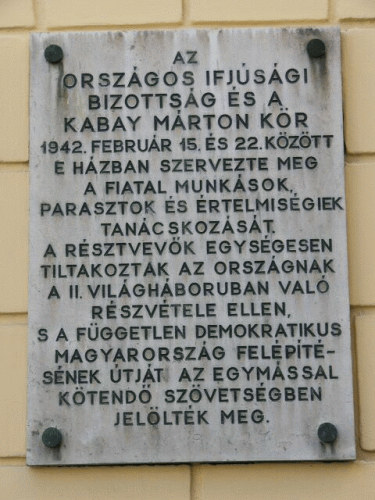 AZ
ORSZÁGOS IFJÚSÁGI
BIZOTTSÁG ÉS A
KABAY MÁRTON KÖR
1942. FEBRUÁR 15. ÉS 22. KÖZÖTT
E HÁZBAN SZERVEZTE MEG
A FIATAL MUNKÁSOK,
PARASZTOK ÉS ÉRTELMISÉGIEK
TANÁCSKOZÁSÁT.
A RÉSZTVEVŐK EGYSÉGESEN
TILTAKOZTAK AZ ORSZÁGNAK
A II. VILÁGHÁBORUBAN VALÓ
RÉSZVÉTELE ELLEN,
S A FÜGGETLEN DEMOKRATIKUS
MAGYARORSZÁG FELÉPÍTÉ-
SÉNEK ÚTJÁT AZ EGYMÁSSAL
KÖTENDŐ SZÖVETSÉGBEN
JELÖLTÉK MEG.